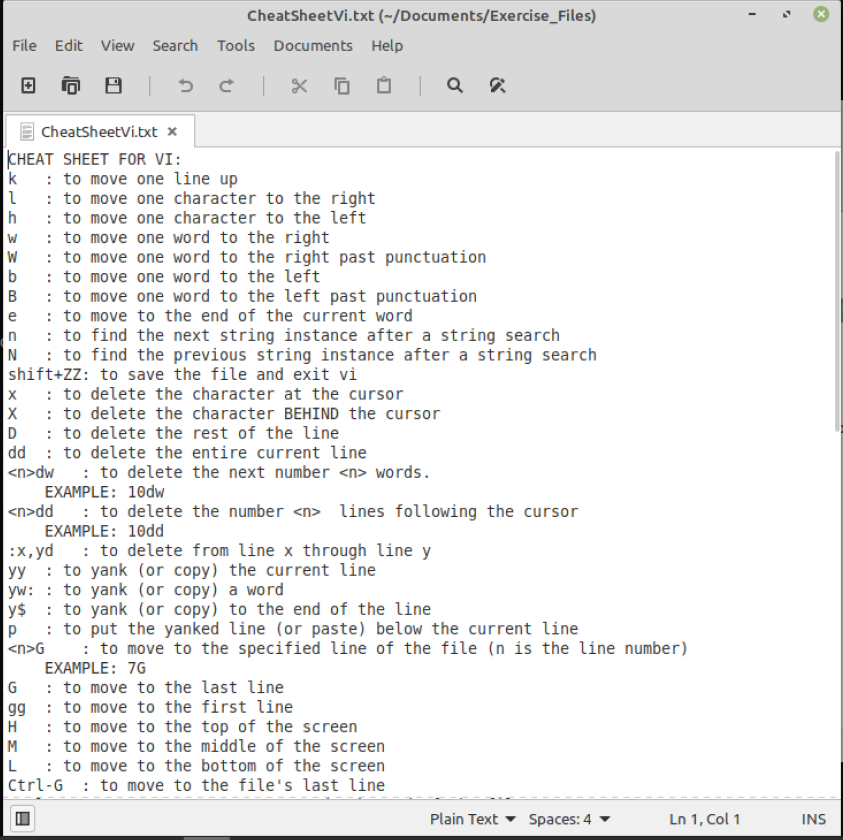 CheatSheetVi.txt (~/Documents/Exercise_Files)
File Edit View Search Tools Documents Help
CheatSheetVi.txt
CHEAT SHEET FOR VI:
k   : to move one line up
l   : to move one character to the right
h   : to move one character to the left
w   : to move one word to the right
W   : to move one word to the right past punctuation
b   : to move one word to the left
B   : to move one word to the left past punctuation
e   : to move to the end of the current word
n   : to find the next string instance after a string search
N   : to find the previous string instance after a string search
shift+ZZ: to save the file and exit vi
x   : to delete the character at the cursor
X   : to delete the character BEHIND the cursor
D   : to delete the rest of the line
dd  : to delete the entire current line
<n>dw   : to delete the next number <n> words.
    EXAMPLE: 10dw
<n>dd   : to delete the number <n>  lines following the cursor
    EXAMPLE: 10dd
:x,yd   : to delete from line x through line y
yy  : to yank (or copy) the current line
yw: : to yank (or copy) a word
y$  : to yank (or copy) to the end of the line
p   : to put the yanked line (or paste) below the current line
<n>G    : to move to the specified line of the file (n is the line number)
    EXAMPLE: 7G
G   : to move to the last line
gg  : to move to the first line
H   : to move to the top of the screen
M   : to move to the middle of the screen
L   : to move to the bottom of the screen
Ctrl-G  : to move to the file's last line
Plain Text Spaces: 4 Ln 1, Col 1 INS